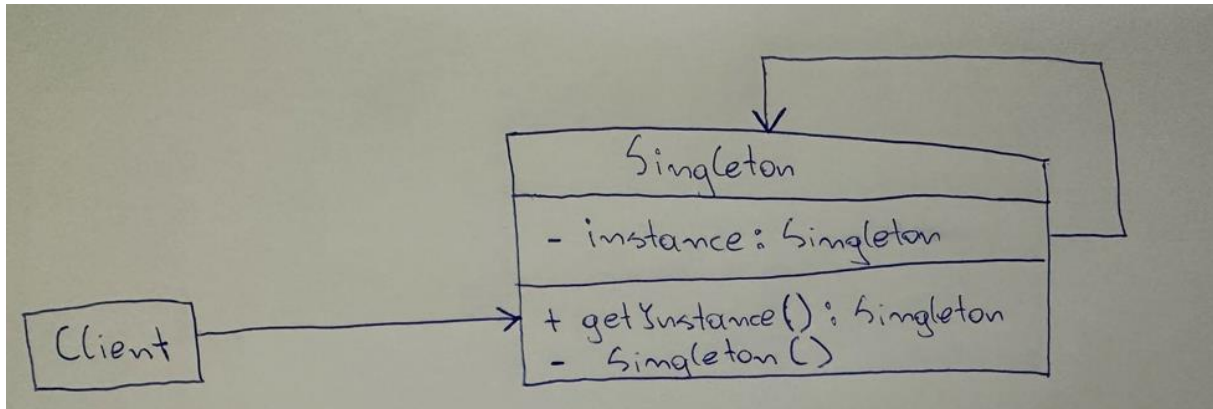 Singleton
- instance: Singleton
+ getInstance(): Singleton
- Singleton()
Client